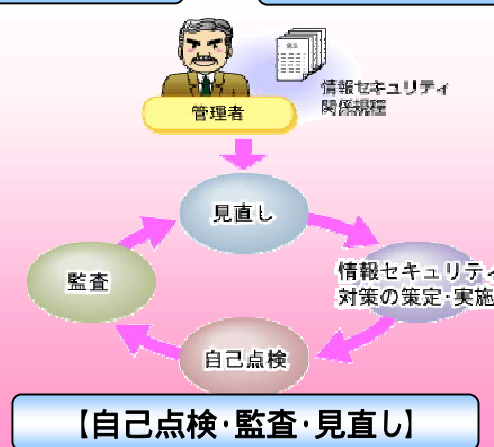 情報セキュリティ
関係規程
管理者
見直し
情報セキュリティ
対策の策定・実施
自己点検
監査
【自己点検・監査・見直し】